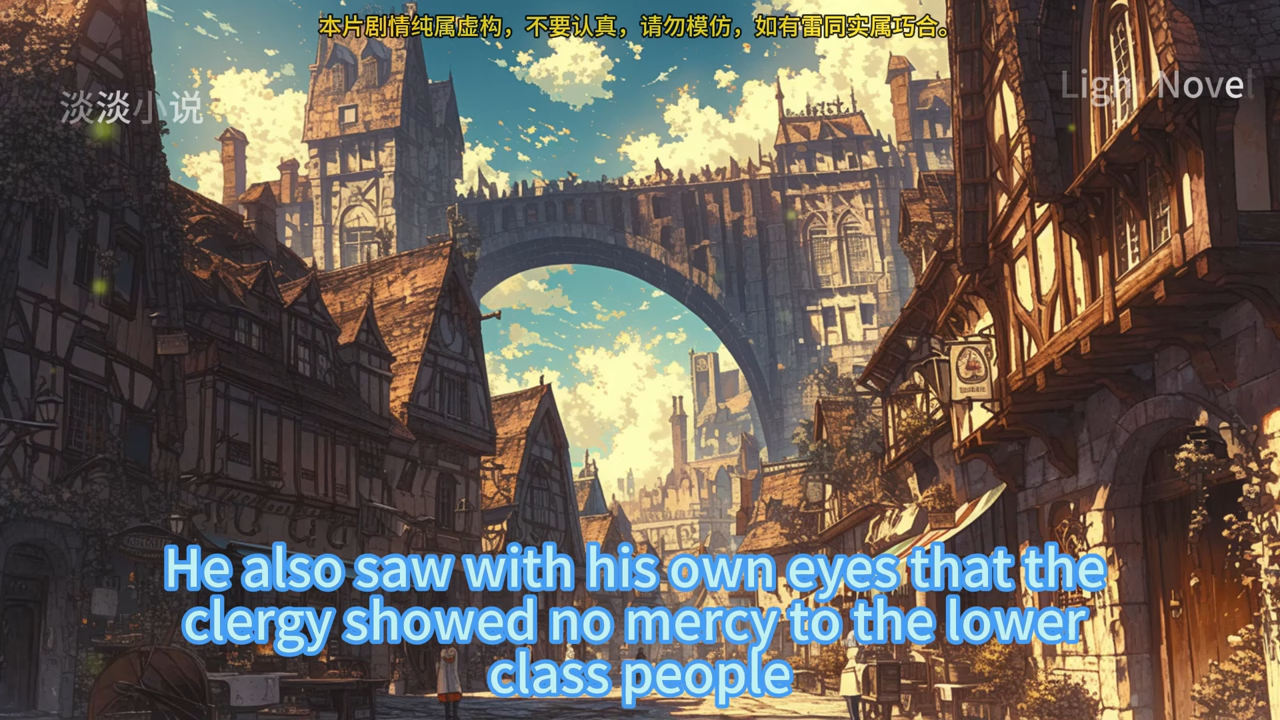 本片剧情纯属虚构，不要认真，请勿模仿，如有雷同实属巧合。
淡淡小说
Light Novel
He also saw with his own eyes that the
clergy showed no mercy to the lower
class people